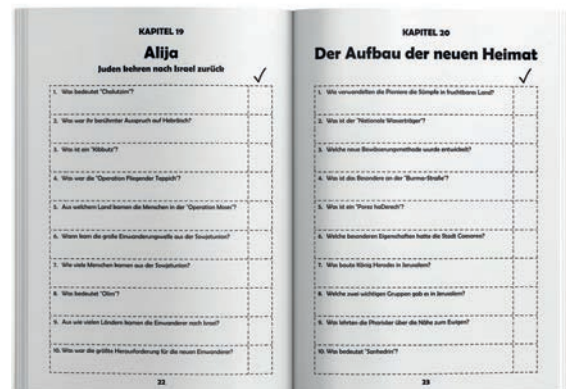 KAPITEL 19
Alija
Juden kehren nach Israel zurück
✓
1. Was bedeutet "Chalutzim"?
2. Was war ihr berühmter Ausspruch auf Hebräisch?
3. Was ist ein "Kibbutz"?
4. Was war die "Operation Fliegender Teppich"?
5. Aus welchem Land kamen die Menschen in der "Operation Moses"?
6. Wann kam die große Einwanderungswelle aus der Sowjetunion?
7. Wie viele Menschen kamen aus der Sowjetunion?
8. Was bedeutet "Olim"?
9. Aus wie vielen Ländern kamen die Einwanderer nach Israel?
10. Was war die größte Herausforderung für die neuen Einwanderer?
22
KAPITEL 20
Der Aufbau der neuen Heimat
✓
1. Wie verwandelten die Pioniere die Sümpfe in fruchtbares Land?
2. Was ist der "Nationale Wasserträger"?
3. Welche neue Bewässerungsmethode wurde entwickelt?
4. Was ist das Besondere an der "Burma-Straße"?
5. Was ist ein "Poraz haDerech"?
6. Welche besonderen Eigenschaften hatte die Stadt Caesarea?
7. Was baute König Herodes in Jerusalem?
8. Welche zwei wichtigen Gruppen gab es in Jerusalem?
9. Was lehrten die Pharisäer über die Nähe zum Ewigen?
10. Was bedeutet "Sanhedrin"?
23